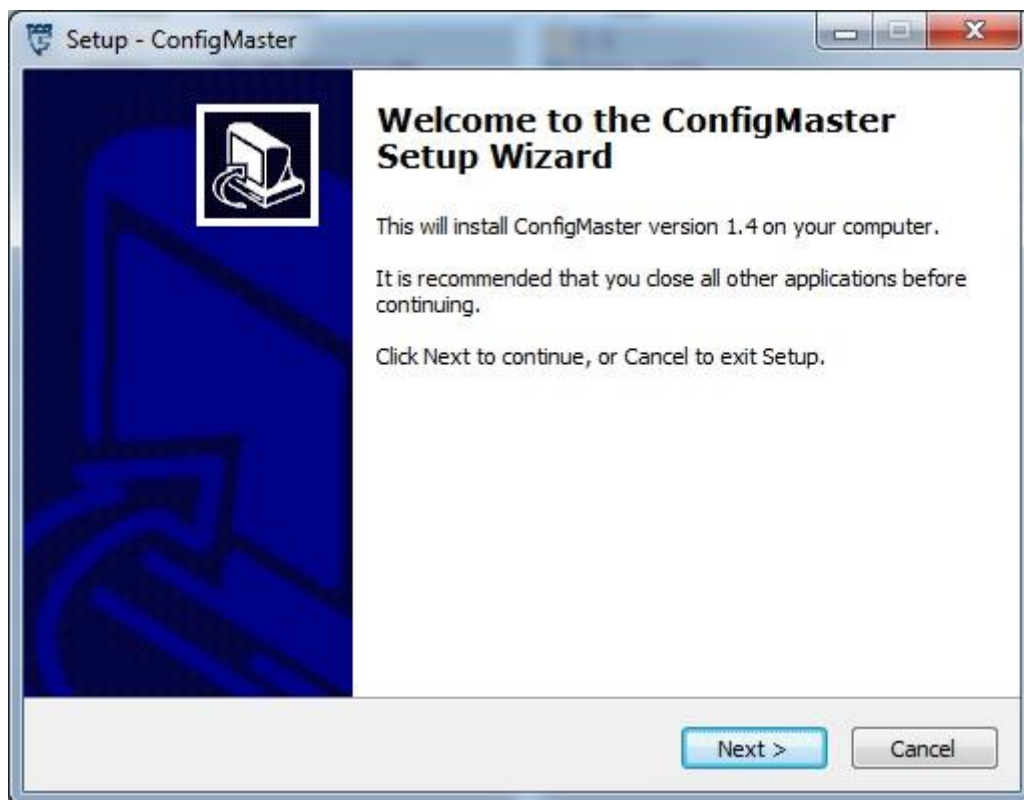 Setup - ConfigMaster
Welcome to the ConfigMaster
Setup Wizard
This will install ConfigMaster version 1.4 on your computer.
It is recommended that you close all other applications before
continuing.
Click Next to continue, or Cancel to exit Setup.
Next >
Cancel